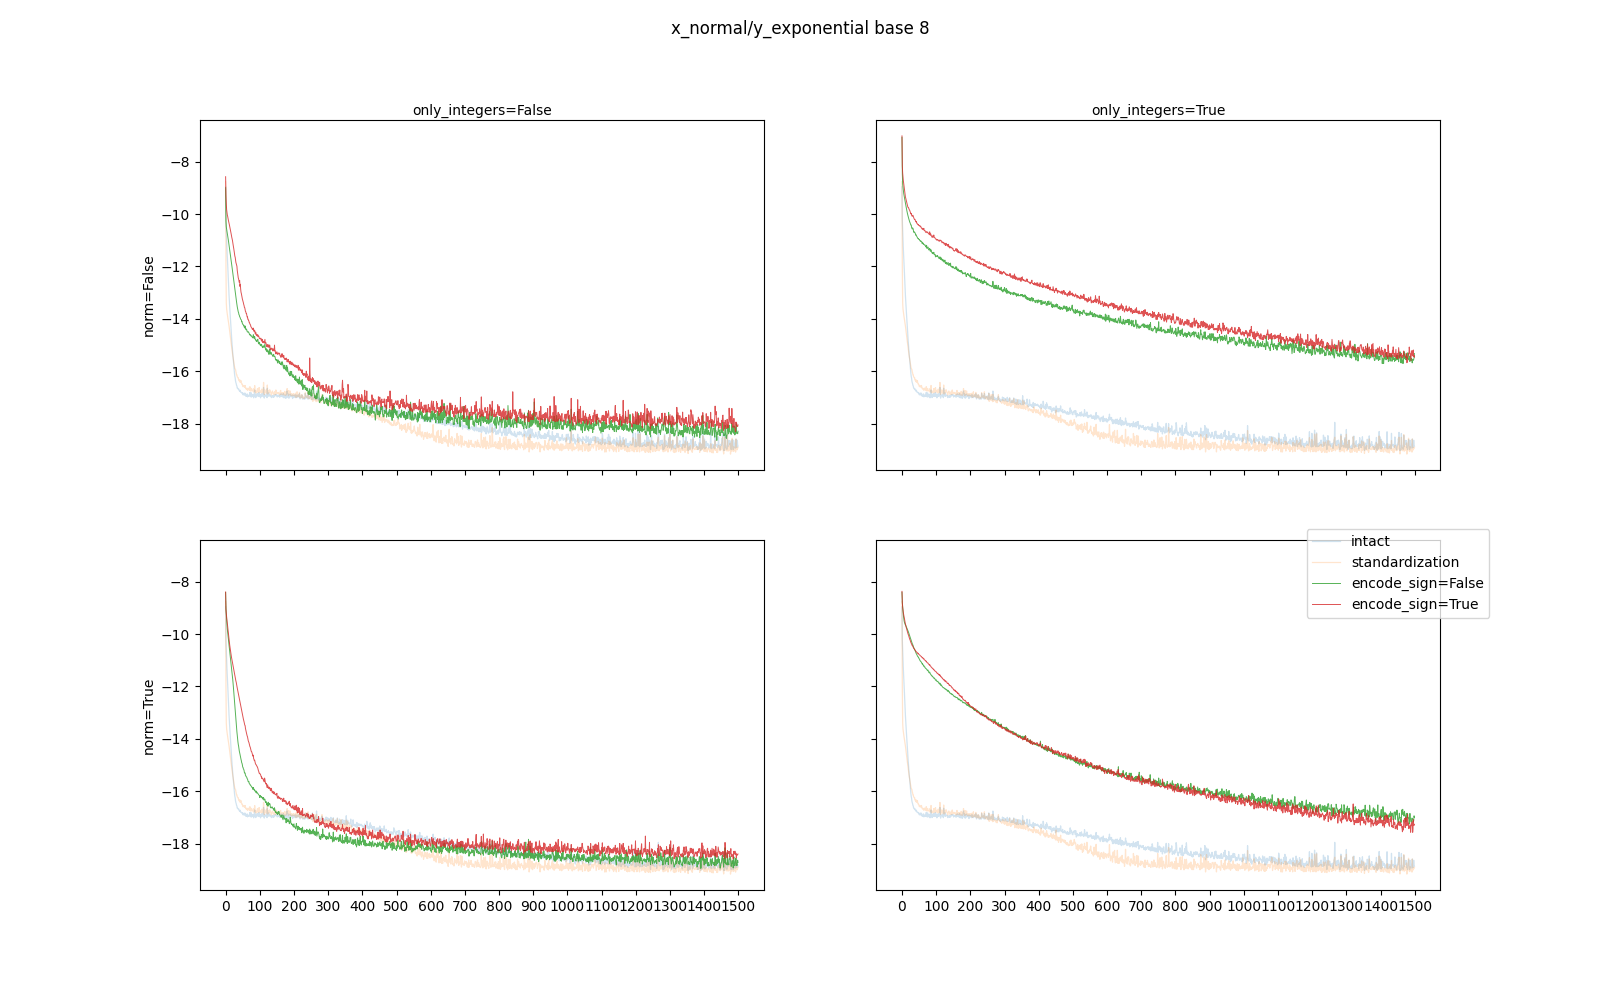 x_normal/y_exponential base 8
only_integers=False
only_integers=True
norm=False
−8
−10
−12
−14
−16
−18
norm=True
−8
−10
−12
−14
−16
−18
0 100 200 300 400 500 600 700 800 900 1000 1100 1200 1300 1400 1500
0 100 200 300 400 500 600 700 800 900 1000 1100 1200 1300 1400 1500
intact
standardization
encode_sign=False
encode_sign=True